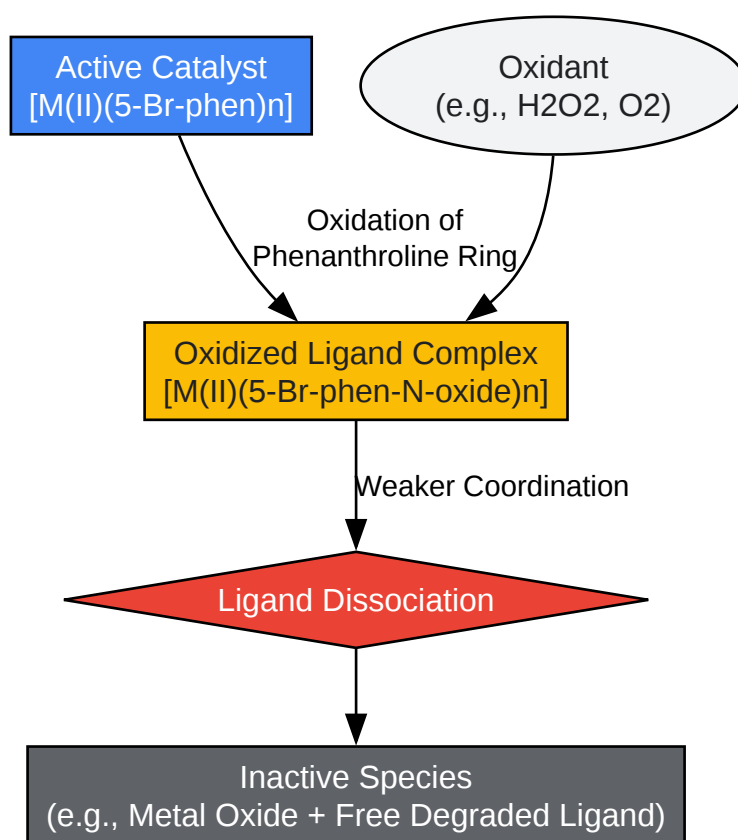 Active Catalyst
[M(II)(5-Br-phen)n]
Oxidant
(e.g., H2O2, O2)
Oxidation of
Phenanthroline Ring
Oxidized Ligand Complex
[M(II)(5-Br-phen-N-oxide)n]
Weaker Coordination
Ligand Dissociation
Inactive Species
(e.g., Metal Oxide + Free Degraded Ligand)